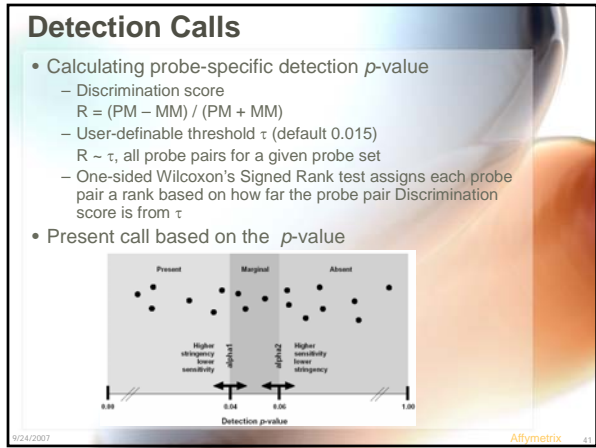 Detection Calls
• Calculating probe-specific detection p-value
– Discrimination score
R = (PM – MM) / (PM + MM)
– User-definable threshold τ (default 0.015)
R ~ τ, all probe pairs for a given probe set
– One-sided Wilcoxon's Signed Rank test assigns each probe
pair a rank based on how far the probe pair Discrimination
score is from τ
• Present call based on the p-value
Present Marginal Absent
Higher
stringency
lower
sensitivity
alpha1
alpha2
Higher
sensitivity
lower
stringency
0.00 0.04 0.06 1.00
Detection p-value
9/24/2007 Affymetrix 41